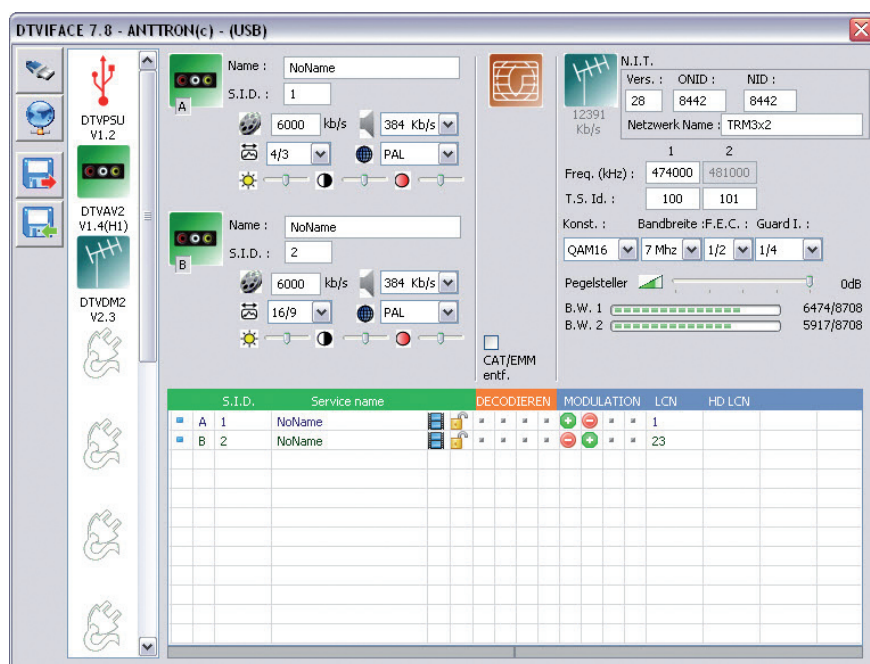 DTVIFACE 7.8 - ANTTRON(c) - (USB)
DTVPSU
V1.2
DTVAV2
V1.4(H1)
DTVDM2
V2.3
A
Name : NoName
S.I.D. : 1
6000 kb/s 384 Kb/s
4/3 PAL
B
Name : NoName
S.I.D. : 2
6000 kb/s 384 Kb/s
16/9 PAL
CAT/EMM
entf.
12391
Kb/s
N.I.T.
Vers. : ONID : NID :
28 8442 8442
Netzwerk Name : TRM3x2
1 2
Freq. (kHz) : 474000 481000
T.S. Id. : 100 101
Konst. : Bandbreite : F.E.C. : Guard I. :
QAM16 7 Mhz 1/2 1/4
Pegelsteller 0dB
B.W. 1 6474/8708
B.W. 2 5917/8708
S.I.D. Service name DECODIEREN MODULATION LCN HD LCN
A 1 NoName 1
B 2 NoName 23